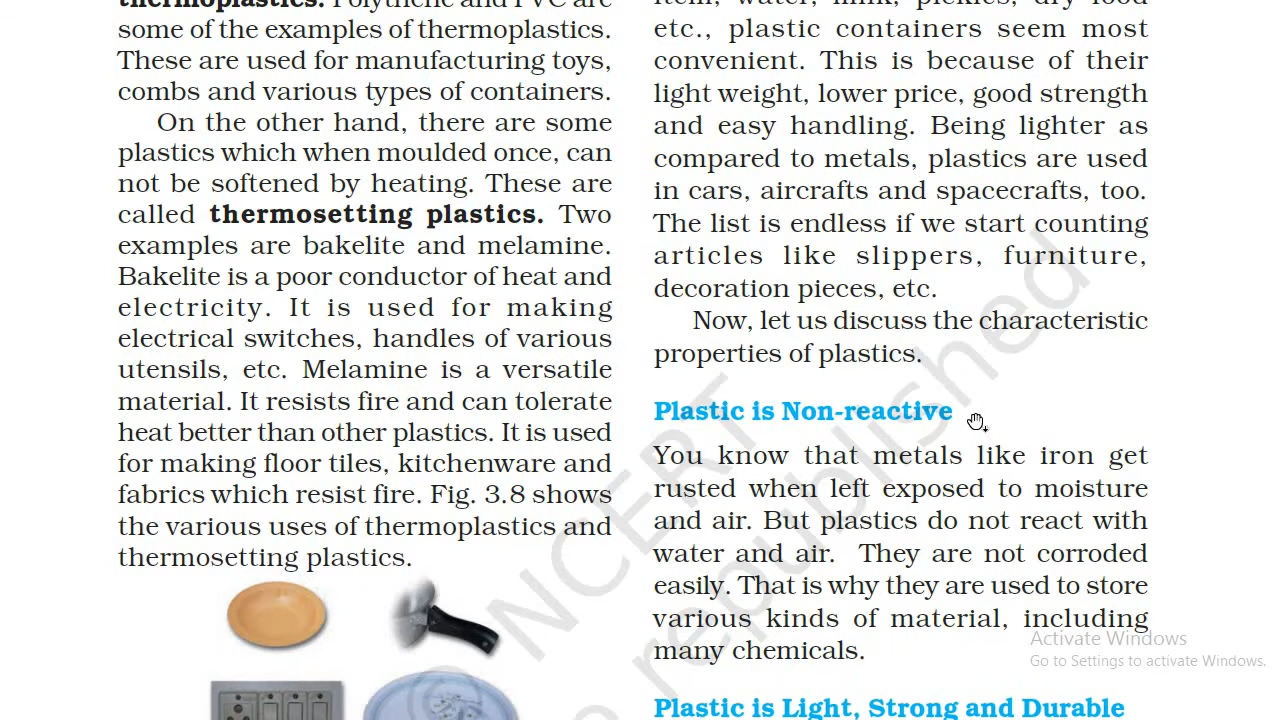 thermoplastics. Polythene and PVC are
some of the examples of thermoplastics.
These are used for manufacturing toys,
combs and various types of containers.
On the other hand, there are some
plastics which when moulded once, can
not be softened by heating. These are
called thermosetting plastics. Two
examples are bakelite and melamine.
Bakelite is a poor conductor of heat and
electricity. It is used for making
electrical switches, handles of various
utensils, etc. Melamine is a versatile
material. It resists fire and can tolerate
heat better than other plastics. It is used
for making floor tiles, kitchenware and
fabrics which resist fire. Fig. 3.8 shows
the various uses of thermoplastics and
thermosetting plastics.
item, water, milk, pickles, dry food
etc., plastic containers seem most
convenient. This is because of their
light weight, lower price, good strength
and easy handling. Being lighter as
compared to metals, plastics are used
in cars, aircrafts and spacecrafts, too.
The list is endless if we start counting
articles like slippers, furniture,
decoration pieces, etc.
Now, let us discuss the characteristic
properties of plastics.
Plastic is Non-reactive
You know that metals like iron get
rusted when left exposed to moisture
and air. But plastics do not react with
water and air. They are not corroded
easily. That is why they are used to store
various kinds of material, including
many chemicals.
Plastic is Light, Strong and Durable
© NCERT
republished
Activate Windows
Go to Settings to activate Windows.